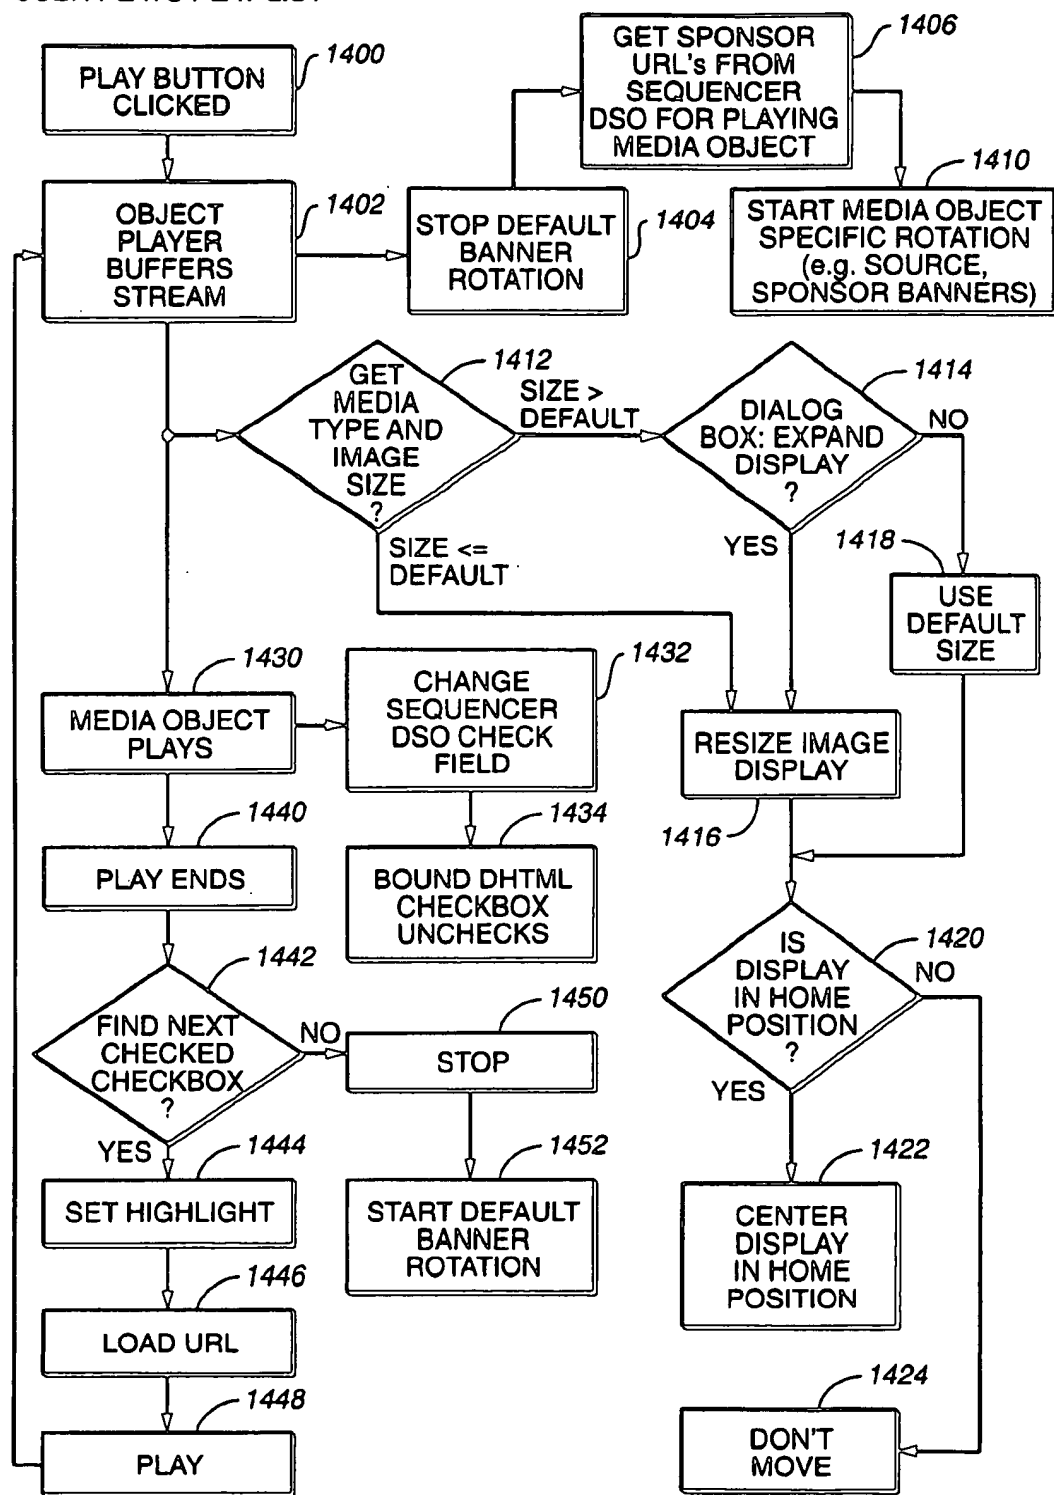 PLAY BUTTON
CLICKED
1400
OBJECT
PLAYER
BUFFERS
STREAM
1402
STOP DEFAULT
BANNER
ROTATION
1404
GET SPONSOR
URL's FROM
SEQUENCER
DSO FOR PLAYING
MEDIA OBJECT
1406
START MEDIA OBJECT
SPECIFIC ROTATION
(e.g. SOURCE,
SPONSOR BANNERS)
1410
GET
MEDIA
TYPE AND
IMAGE
SIZE
?
1412
SIZE >
DEFAULT
SIZE <=
DEFAULT
DIALOG
BOX: EXPAND
DISPLAY
?
1414
NO
YES
1418
USE
DEFAULT
SIZE
RESIZE IMAGE
DISPLAY
1416
MEDIA OBJECT
PLAYS
1430
CHANGE
SEQUENCER
DSO CHECK
FIELD
1432
BOUND DHTML
CHECKBOX
UNCHECKS
1434
PLAY ENDS
1440
FIND NEXT
CHECKED
CHECKBOX
?
1442
NO
YES
STOP
1450
START DEFAULT
BANNER
ROTATION
1452
SET HIGHLIGHT
1444
LOAD URL
1446
PLAY
1448
IS
DISPLAY
IN HOME
POSITION
?
1420
NO
YES
CENTER
DISPLAY
IN HOME
POSITION
1422
DON'T
MOVE
1424